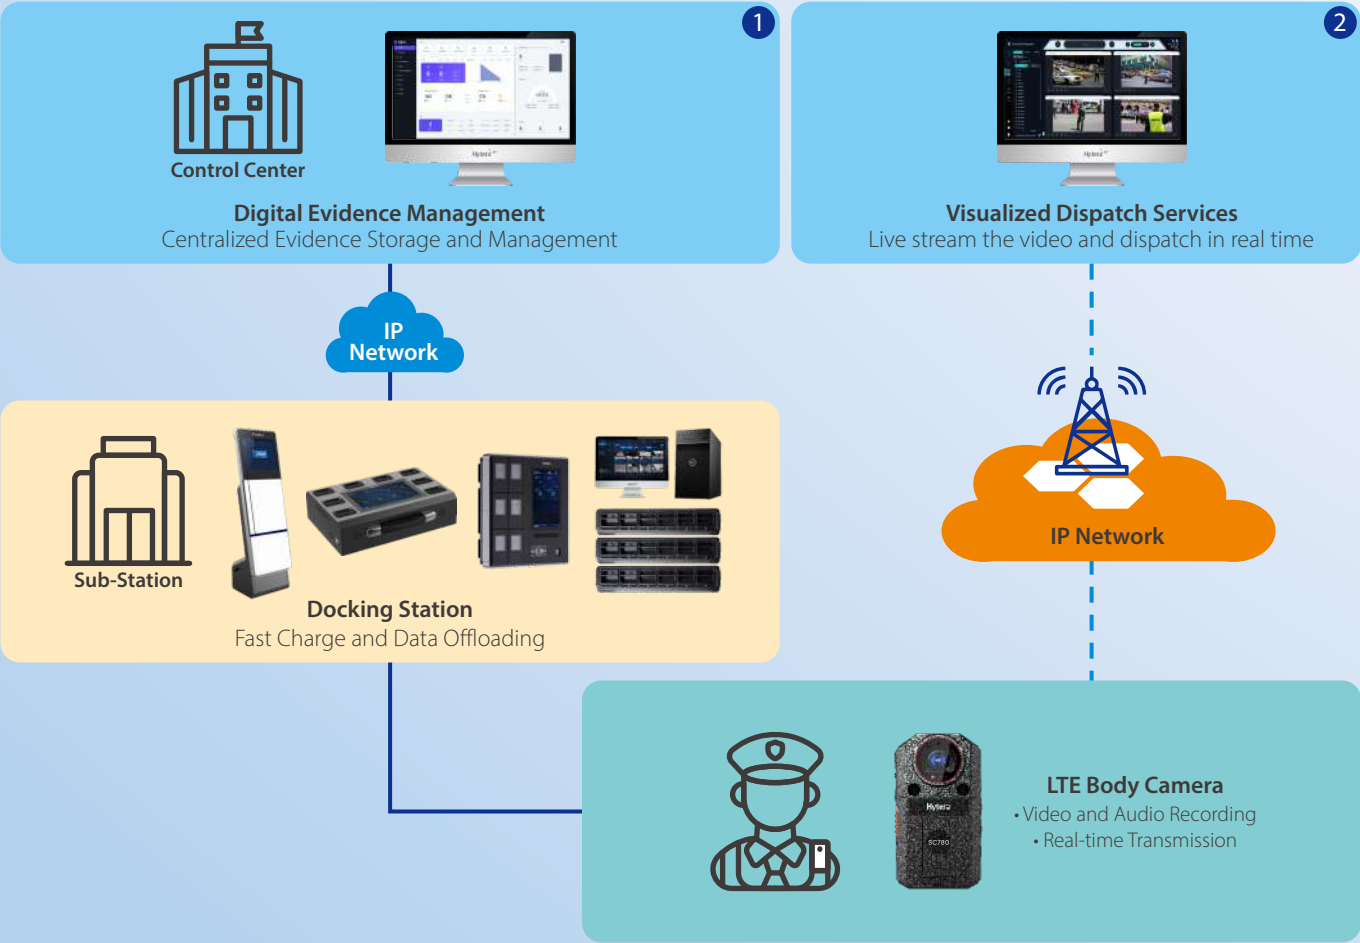 1
Control Center
Hytera
Digital Evidence Management
Centralized Evidence Storage and Management
2
Hytera
Visualized Dispatch Services
Live stream the video and dispatch in real time
IP
Network
IP Network
Sub-Station
Docking Station
Fast Charge and Data Offloading
Hytera
SC780
LTE Body Camera
• Video and Audio Recording
• Real-time Transmission